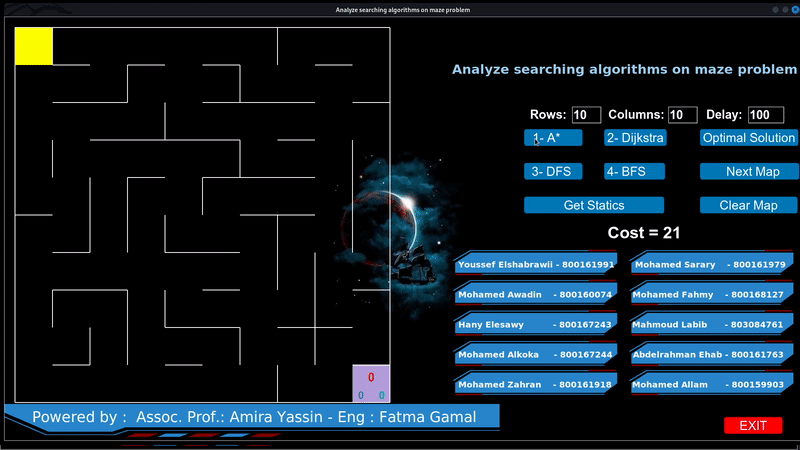 Analyze searching algorithms on maze problem
Analyze searching algorithms on maze problem
Rows: 10 Columns: 10 Delay: 100
1- A* 2- Dijkstra Optimal Solution
3- DFS 4- BFS Next Map
Get Statics Clear Map
Cost = 21
Youssef Elshabrawii - 800161991 Mohamed Sarary - 800161979
Mohamed Awadin - 800160074 Mohamed Fahmy - 800168127
Hany Elesawy - 800167243 Mahmoud Labib - 803084761
Mohamed Alkoka - 800167244 Abdelrahman Ehab - 800161763
Mohamed Zahran - 800161918 Mohamed Allam - 800159903
0
0 0
Powered by : Assoc. Prof.: Amira Yassin - Eng : Fatma Gamal
EXIT